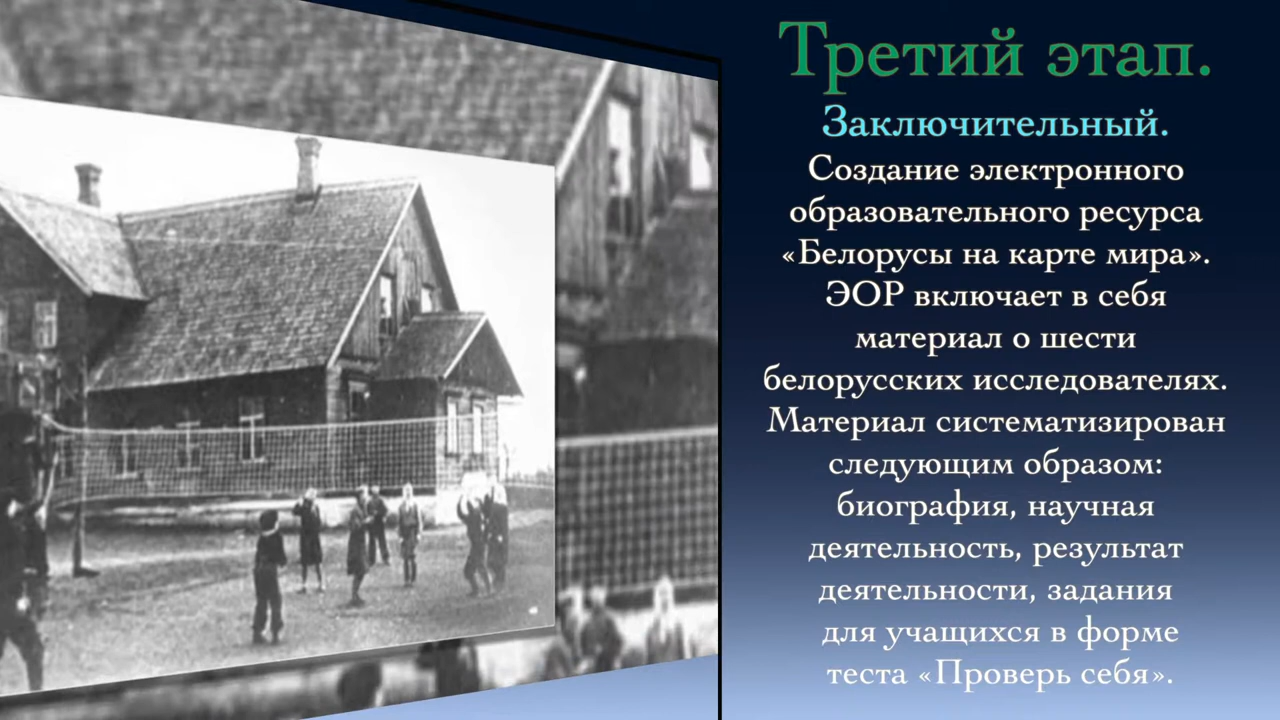 Третий этап.
Заключительный.
Создание электронного
образовательного ресурса
«Белорусы на карте мира».
ЭОР включает в себя
материал о шести
белорусских исследователях.
Материал систематизирован
следующим образом:
биография, научная
деятельность, результат
деятельности, задания
для учащихся в форме
теста «Проверь себя».